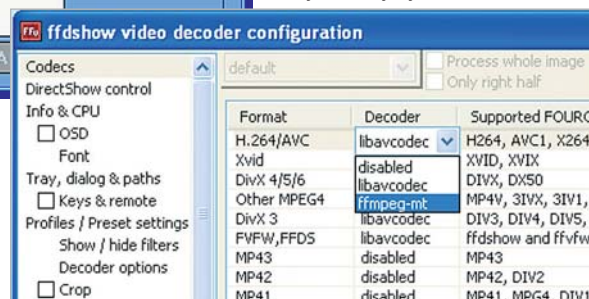 ffdshow video decoder configuration
Codecs
DirectShow control
Info & CPU
OSD
Font
Tray, dialog & paths
Keys & remote
Profiles / Preset settings
Show / hide filters
Decoder options
Crop
default
Process whole image
Only right half
Format Decoder Supported
H.264/AVC libavcodec H264, AVC1, X264
Xvid XVID, XVIX
disabled
DivX 4/5/6 DIVX, DX50
libavcodec
Other MPEG4 ffmpeg-mt MP4V, 3IVX, 3IV1,
DivX 3 libavcodec DIV3, DIV4, DIV5,
FVFW,FFDS libavcodec ffdshow and ffvfw
MP43 disabled MP43
MP42 disabled MP42, DIV2
MP41 disabled MP41, MPG4, DIV1